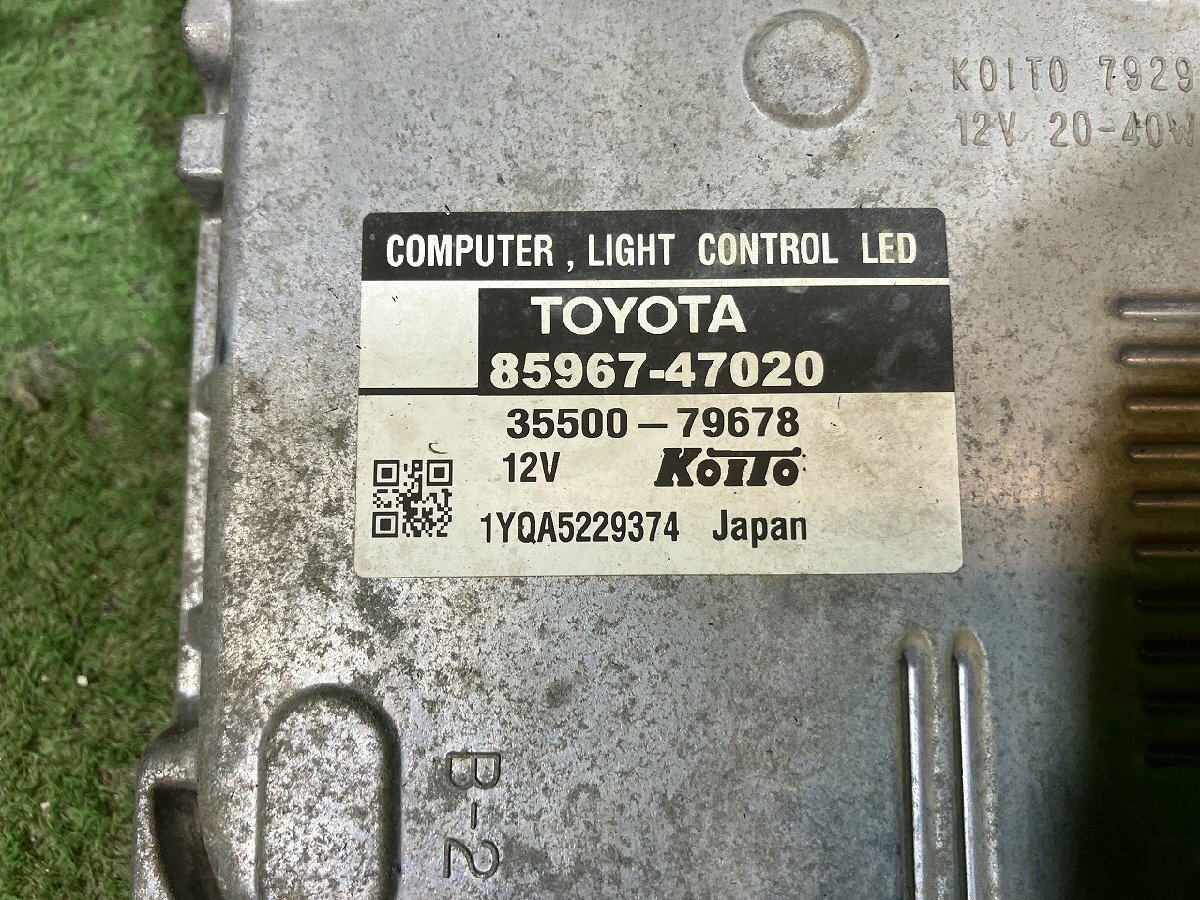 KOITO 7929
12V 20-40W
COMPUTER , LIGHT CONTROL LED
TOYOTA
85967-47020
35500-79678
12V KOITO
1YQA5229374 Japan
B-2